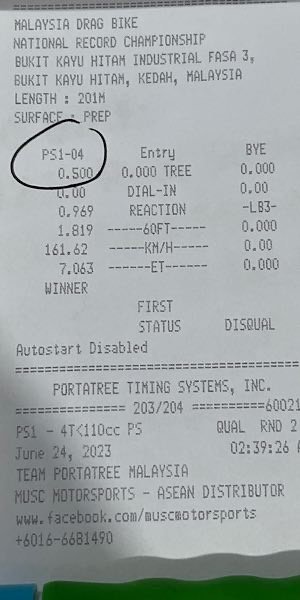 MALAYSIA DRAG BIKE
NATIONAL RECORD CHAMPIONSHIP
BUKIT KAYU HITAM INDUSTRIAL FASA 3,
BUKIT KAYU HITAM, KEDAH, MALAYSIA
LENGTH : 201M
SURFACE : PREP
PS1-04 Entry BYE
0.500 0.000 TREE 0.000
0.00 DIAL-IN 0.00
0.969 REACTION -LB3-
1.819 -----60FT----- 0.000
161.62 -----KM/H----- 0.00
7.063 ------ET------ 0.000
WINNER
FIRST
STATUS DISQUAL
Autostart Disabled
PORTATREE TIMING SYSTEMS, INC.
=============== 203/204 ==========60021
PS1 - 4T<110cc PS QUAL RND 2
June 24, 2023 02:39:26 A
TEAM PORTATREE MALAYSIA
MUSC MOTORSPORTS - ASEAN DISTRIBUTOR
www.facebook.com/muscmotorsports
+6016-6681490